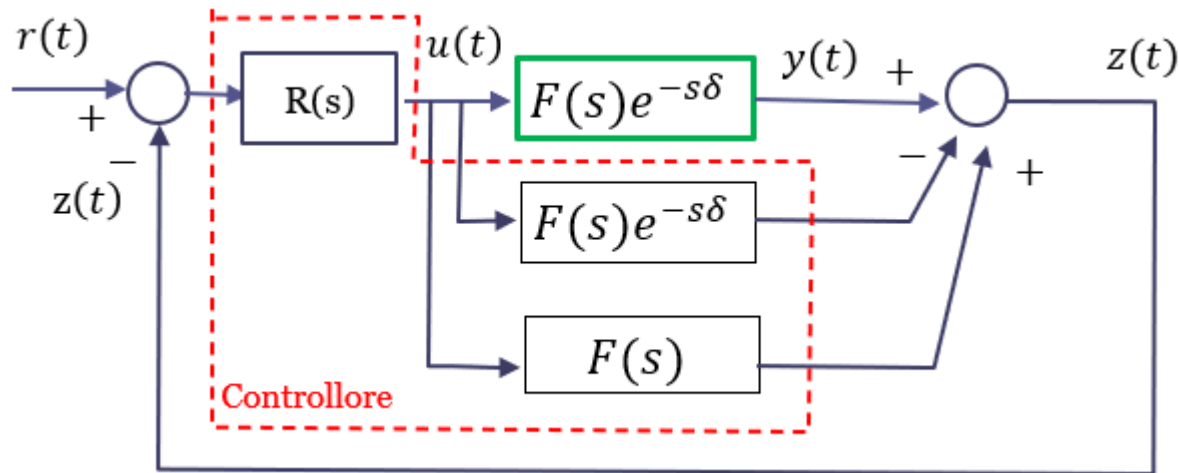 r(t)
+
−
z(t)
R(s)
u(t)
F(s)e^{-sδ}
y(t)
+
−
+
z(t)
F(s)e^{-sδ}
F(s)
Controllore